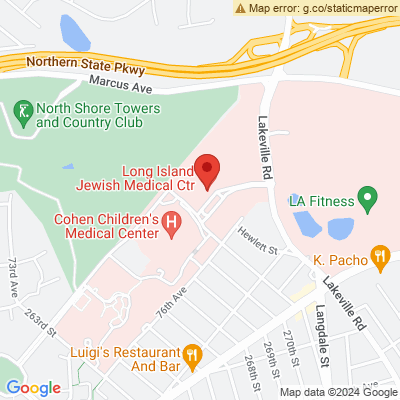 Map error: g.co/staticmaperror
Northern State Pkwy
Marcus Ave
North Shore Towers
and Country Club
Lakeville Rd
Long Island
Jewish Medical Ctr
LA Fitness
Cohen Children's
Medical Center
H
Hewlett St
K. Pacho
73rd Ave
263rd St
76th Ave
Lakeville Rd
Langdale St
270th St
269th St
268th St
Luigi's Restaurant
And Bar
Google
Map data ©2024 Google